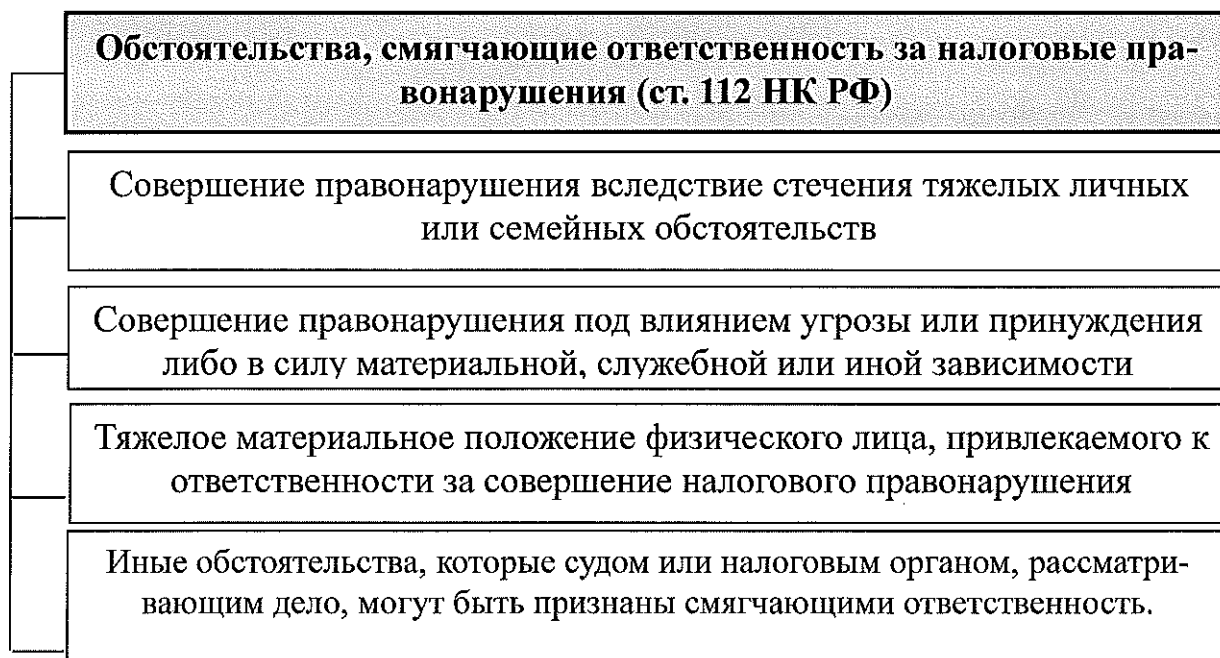 Обстоятельства, смягчающие ответственность за налоговые пра-
вонарушения (ст. 112 НК РФ)
Совершение правонарушения вследствие стечения тяжелых личных
или семейных обстоятельств
Совершение правонарушения под влиянием угрозы или принуждения
либо в силу материальной, служебной или иной зависимости
Тяжелое материальное положение физического лица, привлекаемого к
ответственности за совершение налогового правонарушения
Иные обстоятельства, которые судом или налоговым органом, рассматри-
вающим дело, могут быть признаны смягчающими ответственность.